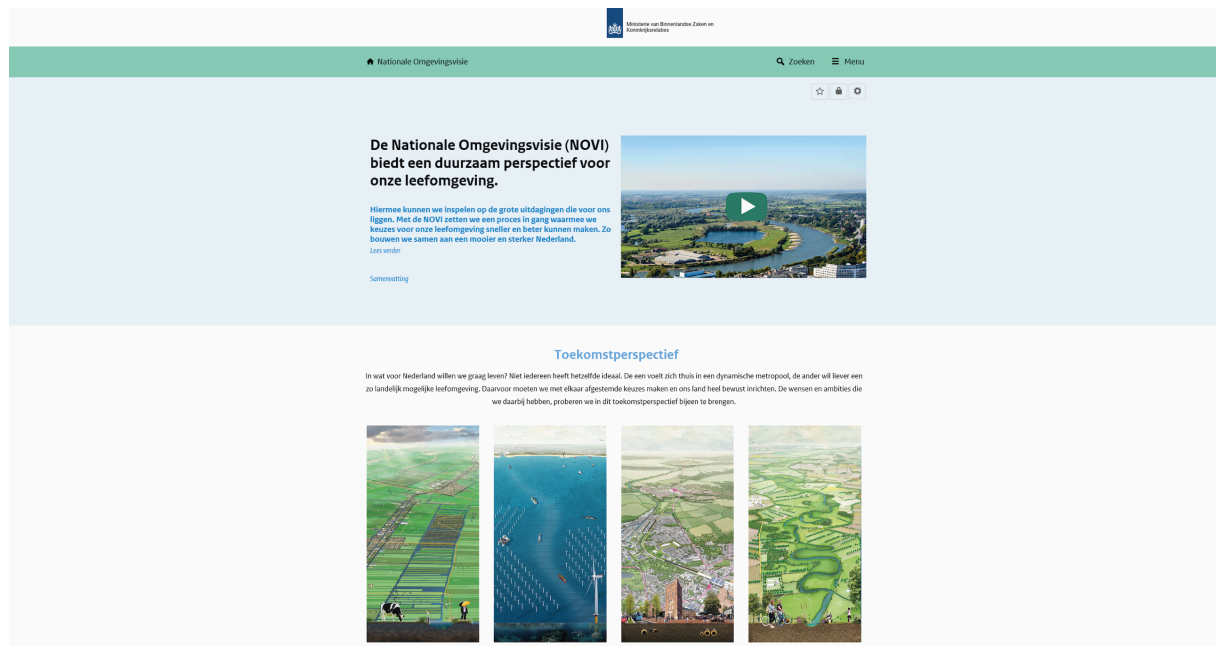 Ministerie van Binnenlandse Zaken en
Koninkrijksrelaties
Nationale Omgevingsvisie
Zoeken
Menu
De Nationale Omgevingsvisie (NOVI)
biedt een duurzaam perspectief voor
onze leefomgeving.
Hiermee kunnen we inspelen op de grote uitdagingen die voor ons
liggen. Met de NOVI zetten we een proces in gang waarmee we
keuzes voor onze leefomgeving sneller en beter kunnen maken. Zo
bouwen we samen aan een mooier en sterker Nederland.
Lees verder
Samenvatting
Toekomstperspectief
In wat voor Nederland willen we graag leven? Niet iedereen heeft hetzelfde ideaal. De een voelt zich thuis in een dynamische metropool, de ander wil liever een
zo landelijk mogelijke leefomgeving. Daarvoor moeten we met elkaar afgestemde keuzes maken en ons land heel bewust inrichten. De wensen en ambities die
we daarbij hebben, proberen we in dit toekomstperspectief bijeen te brengen.